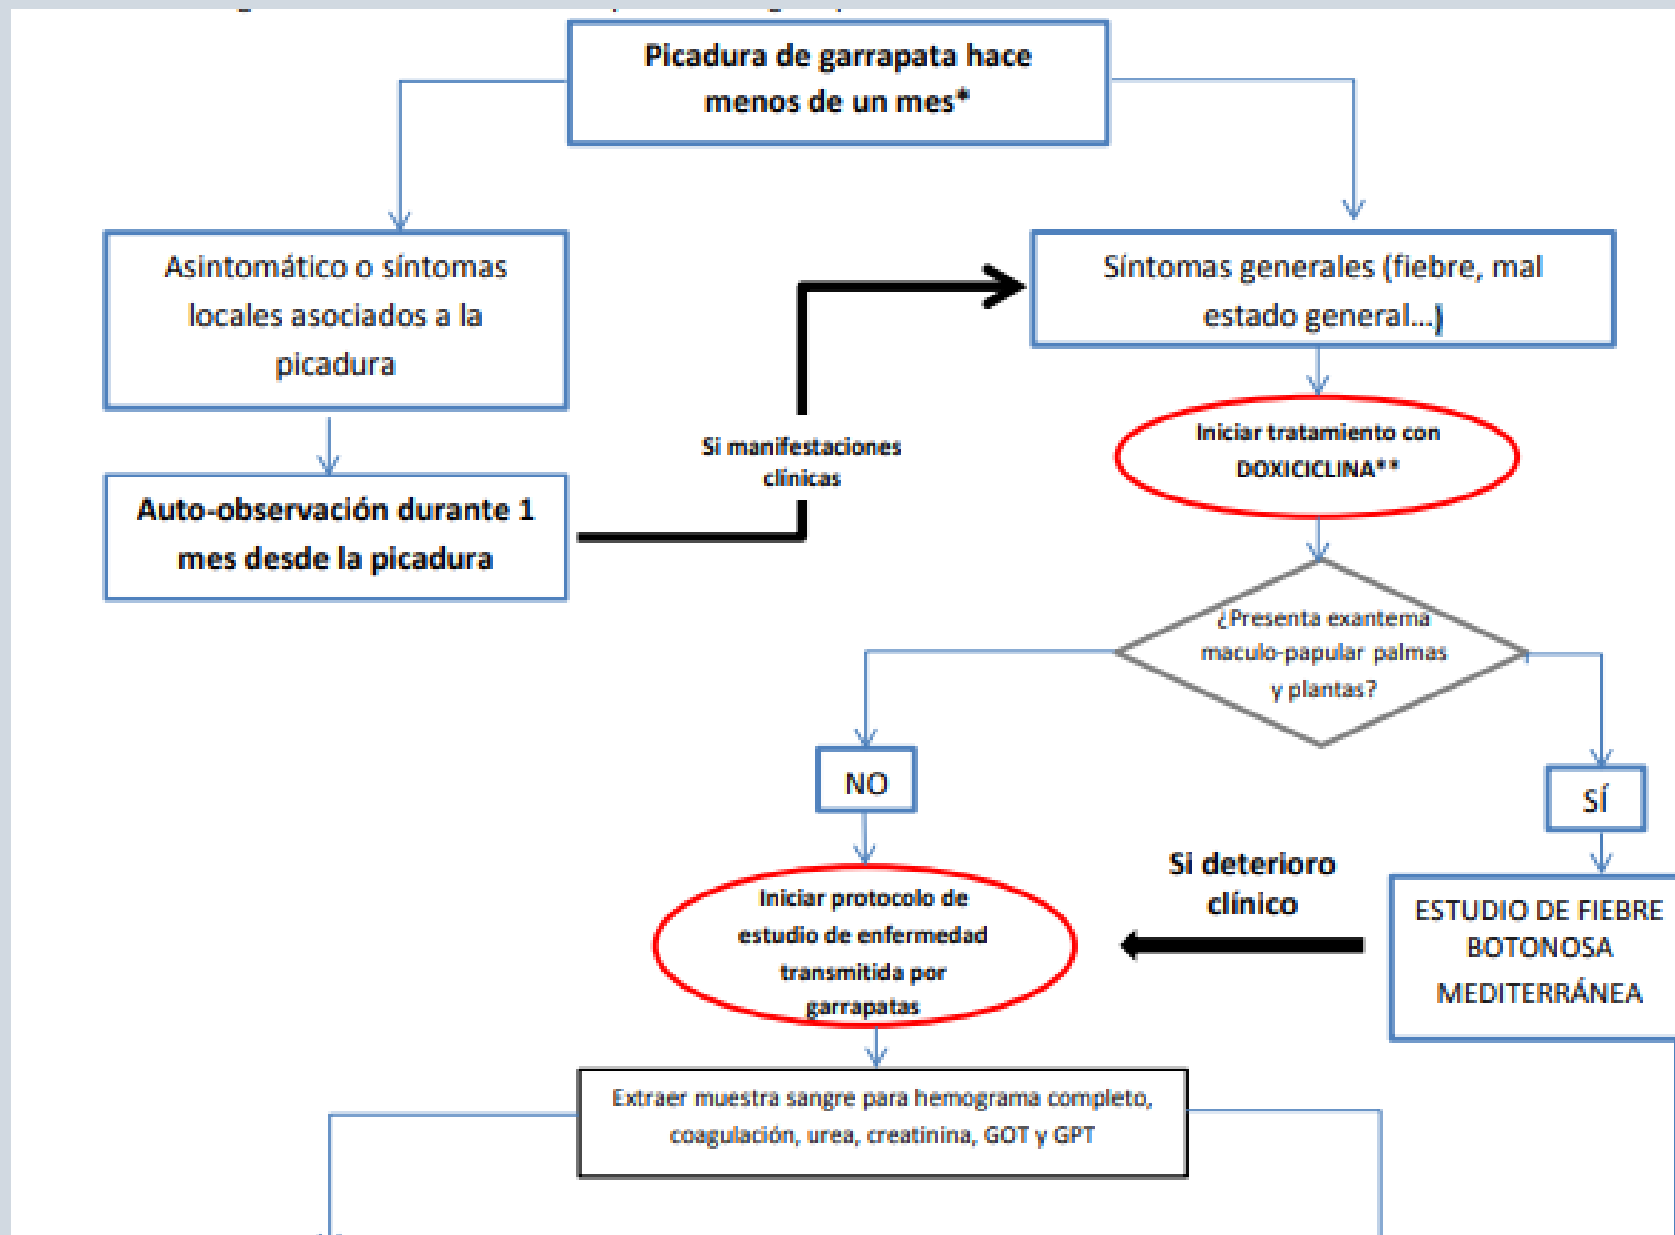 Picadura de garrapata hace
menos de un mes*
Asintomático o síntomas
locales asociados a la
picadura
Síntomas generales (fiebre, mal
estado general...)
Si manifestaciones
clínicas
Iniciar tratamiento con
DOXICICLINA**
Auto-observación durante 1
mes desde la picadura
¿Presenta exantema
maculo-papular palmas
y plantas?
NO
SÍ
Si deterioro
clínico
Iniciar protocolo de
estudio de enfermedad
transmitida por
garrapatas
ESTUDIO DE FIEBRE
BOTONOSA
MEDITERRÁNEA
Extraer muestra sangre para hemograma completo,
coagulación, urea, creatinina, GOT y GPT